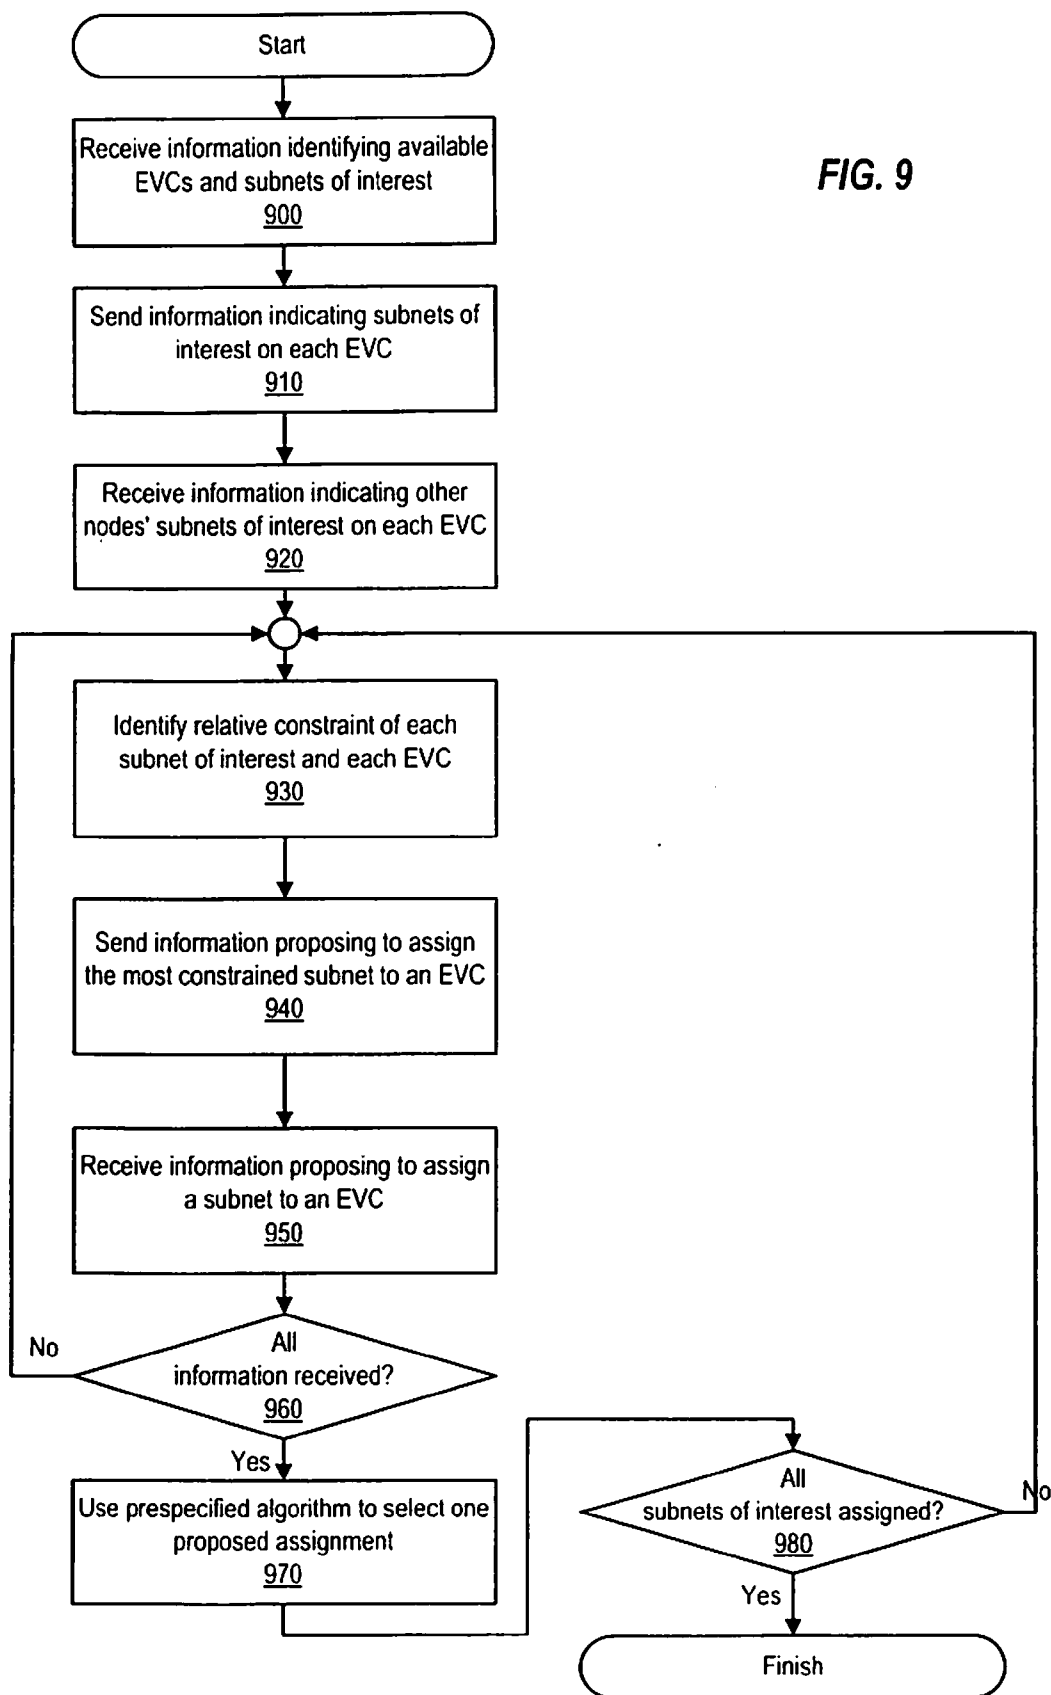 Start
Receive information identifying available
EVCs and subnets of interest
900
FIG. 9
Send information indicating subnets of
interest on each EVC
910
Receive information indicating other
nodes' subnets of interest on each EVC
920
Identify relative constraint of each
subnet of interest and each EVC
930
Send information proposing to assign
the most constrained subnet to an EVC
940
Receive information proposing to assign
a subnet to an EVC
950
No
All
information received?
960
Yes
Use prespecified algorithm to select one
proposed assignment
970
All
subnets of interest assigned?
980
No
Yes
Finish